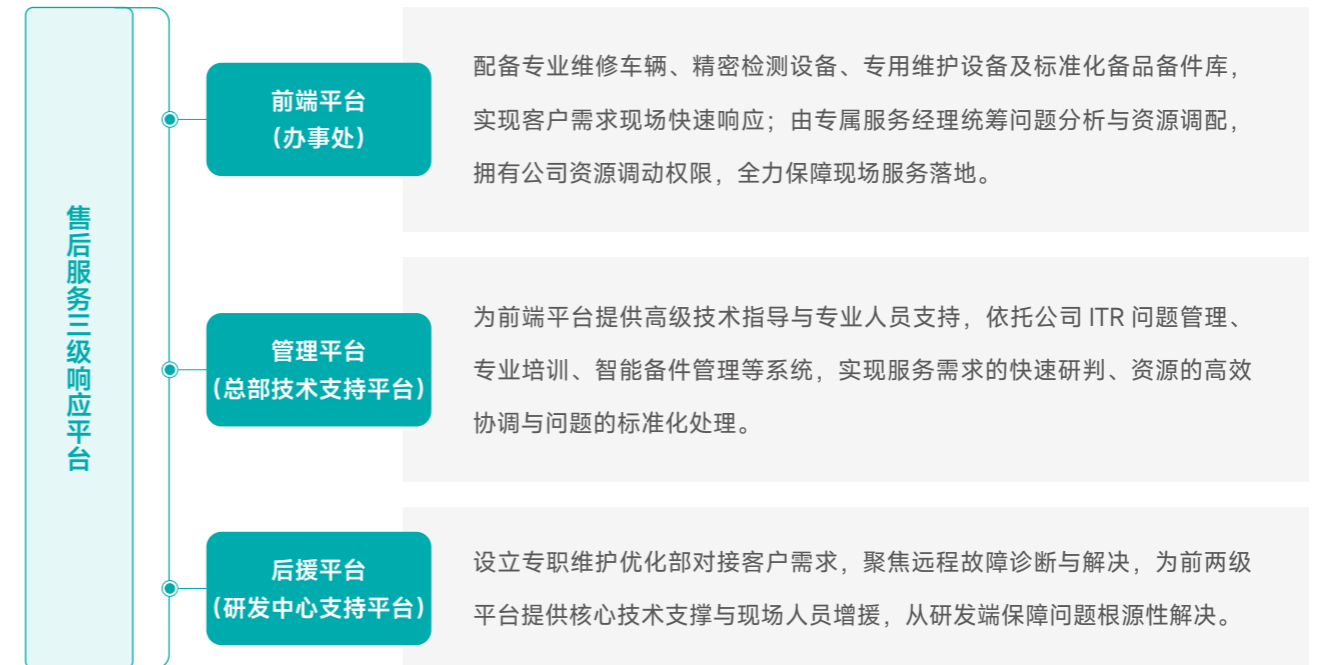 售后服务三级响应平台
前端平台
(办事处)
配备专业维修车辆、精密检测设备、专用维护设备及标准化备品备件库，
实现客户需求现场快速响应；由专属服务经理统筹问题分析与资源调配，
拥有公司资源调动权限，全力保障现场服务落地。
管理平台
(总部技术支持平台)
为前端平台提供高级技术指导与专业人员支持，依托公司 ITR 问题管理、
专业培训、智能备件管理等系统，实现服务需求的快速研判、资源的高效
协调与问题的标准化处理。
后援平台
(研发中心支持平台)
设立专职维护优化部对接客户需求，聚焦远程故障诊断与解决，为前两级
平台提供核心技术支撑与现场人员增援，从研发端保障问题根源性解决。